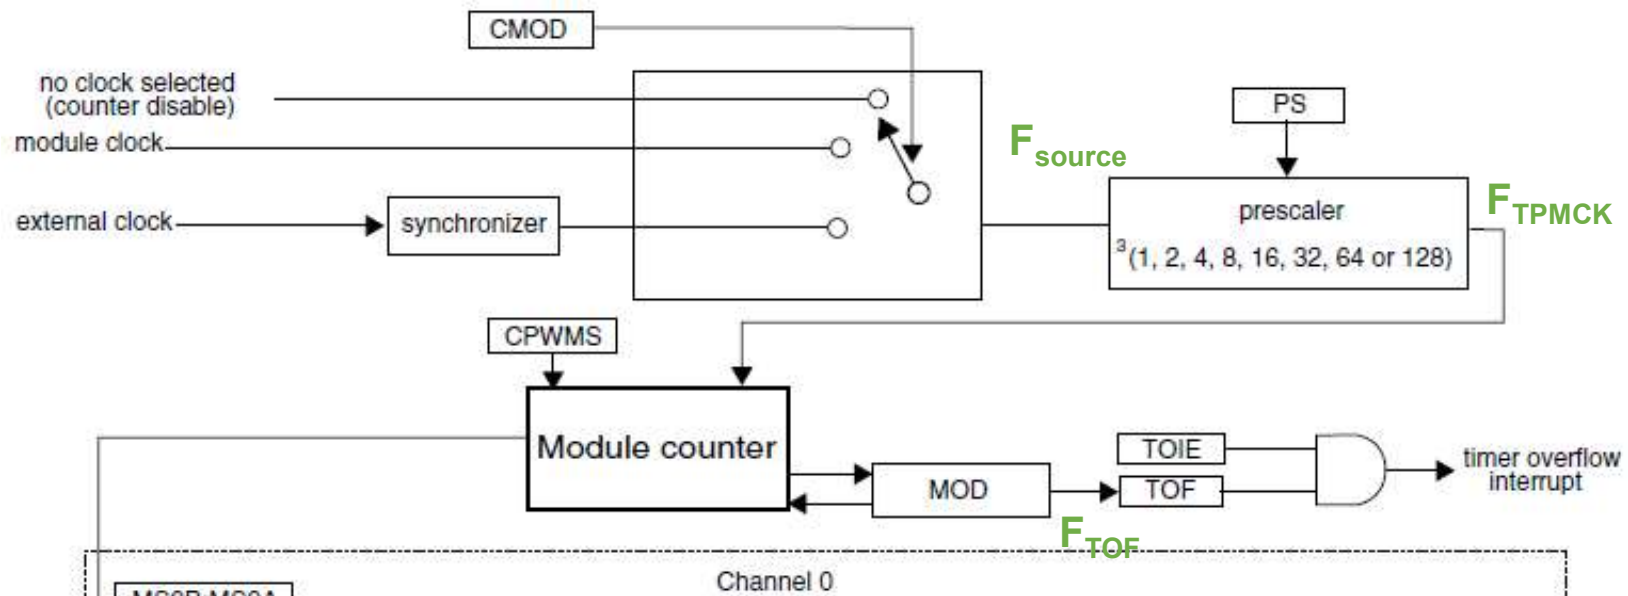 CMOD
no clock selected
(counter disable)
module clock
external clock
synchronizer
F source
PS
prescaler
3 (1, 2, 4, 8, 16, 32, 64 or 128)
F TPMCK
CPWMS
Module counter
MOD
TOIE
TOF
timer overflow
interrupt
F TOF
Channel 0